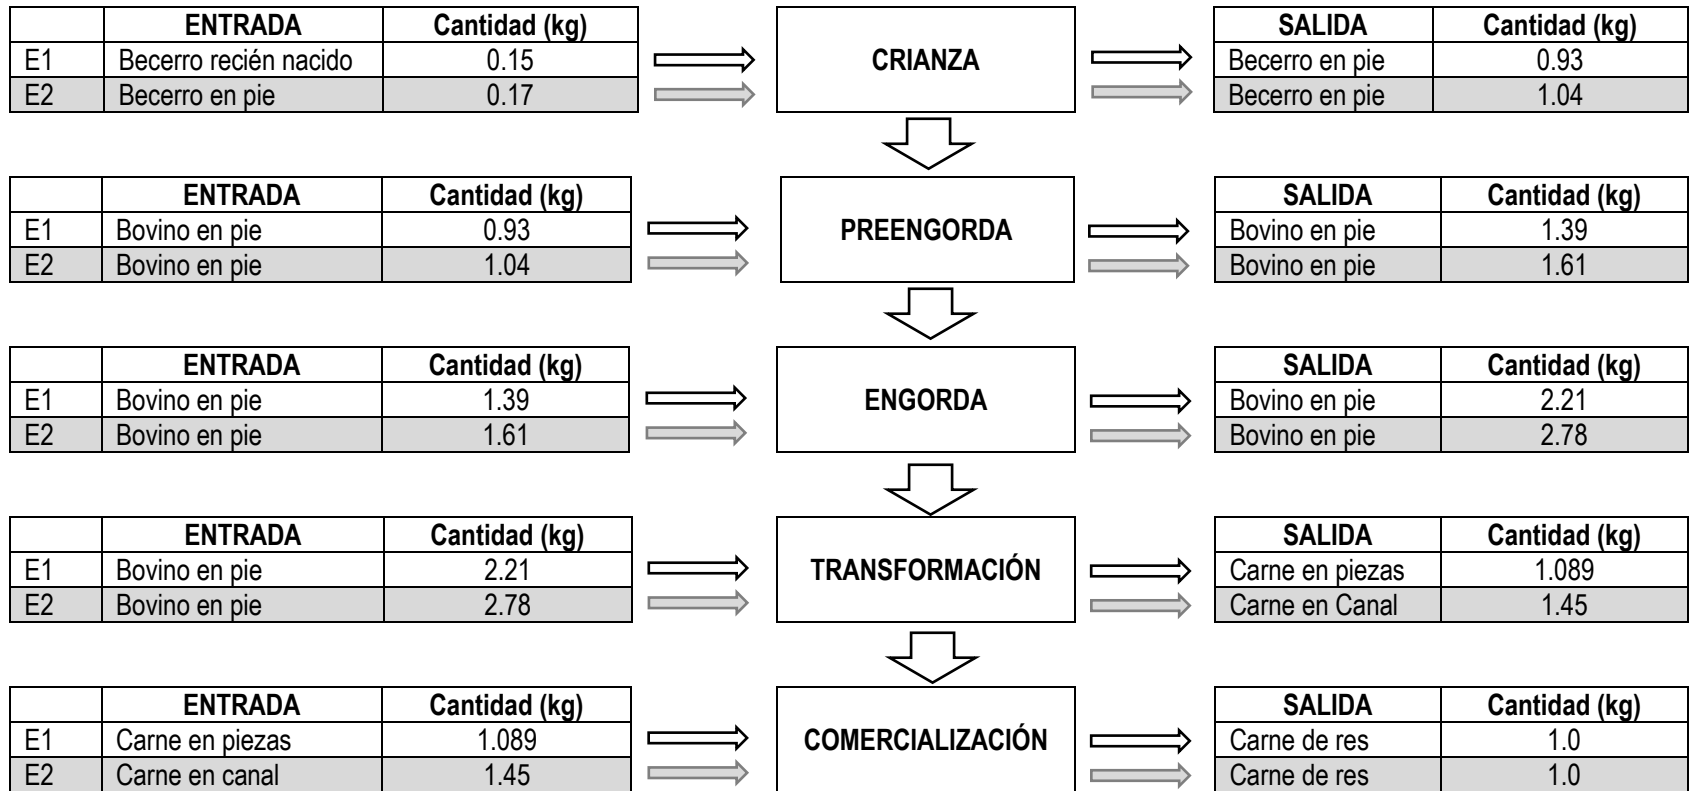 ENTRADA Cantidad (kg) SALIDA Cantidad (kg)
E1 Becerro recién nacido 0.15 CRIANZA Becerro en pie 0.93
E2 Becerro en pie 0.17 Becerro en pie 1.04
ENTRADA Cantidad (kg) SALIDA Cantidad (kg)
E1 Bovino en pie 0.93 PREENGORDA Bovino en pie 1.39
E2 Bovino en pie 1.04 Bovino en pie 1.61
ENTRADA Cantidad (kg) SALIDA Cantidad (kg)
E1 Bovino en pie 1.39 ENGORDA Bovino en pie 2.21
E2 Bovino en pie 1.61 Bovino en pie 2.78
ENTRADA Cantidad (kg) SALIDA Cantidad (kg)
E1 Bovino en pie 2.21 TRANSFORMACIÓN Carne en piezas 1.089
E2 Bovino en pie 2.78 Carne en Canal 1.45
ENTRADA Cantidad (kg) SALIDA Cantidad (kg)
E1 Carne en piezas 1.089 COMERCIALIZACIÓN Carne de res 1.0
E2 Carne en canal 1.45 Carne de res 1.0